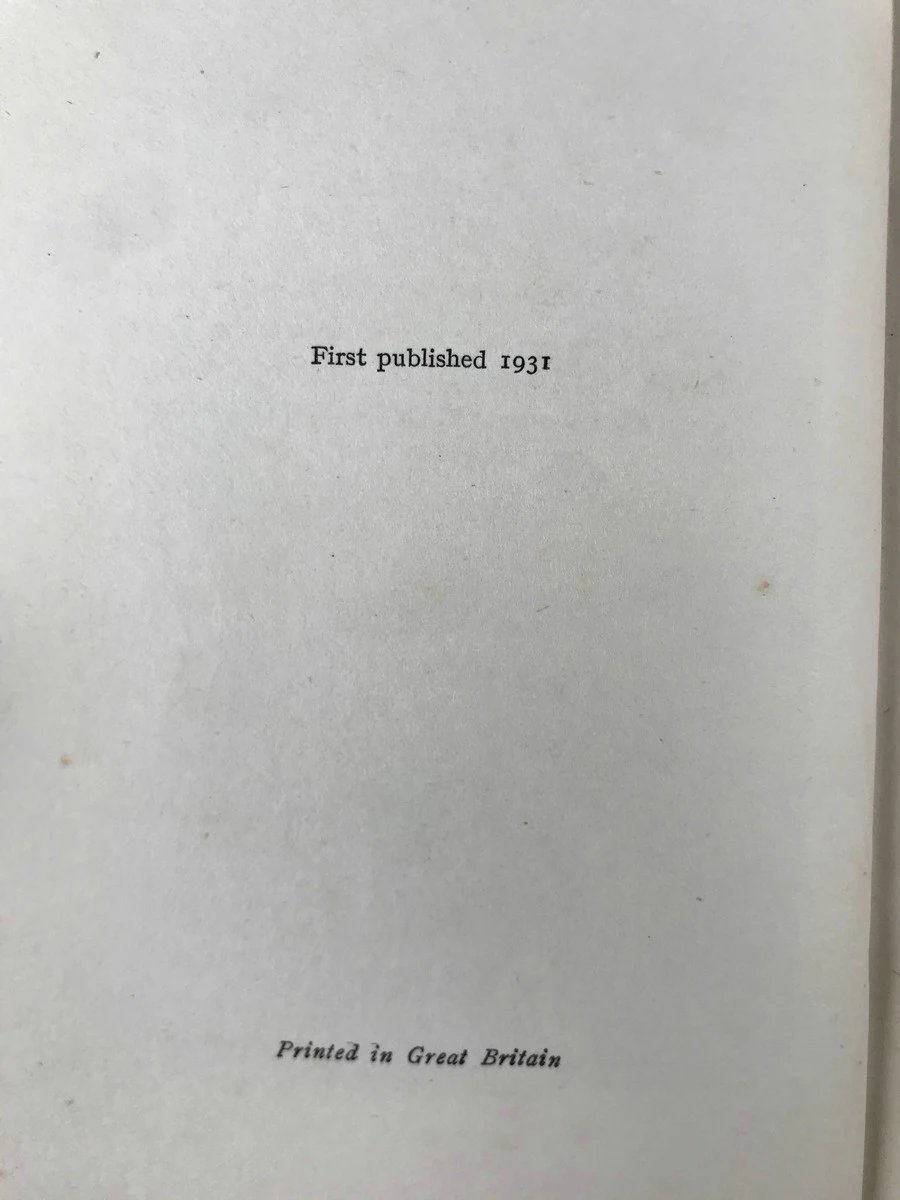 First published 1931
Printed in Great Britain